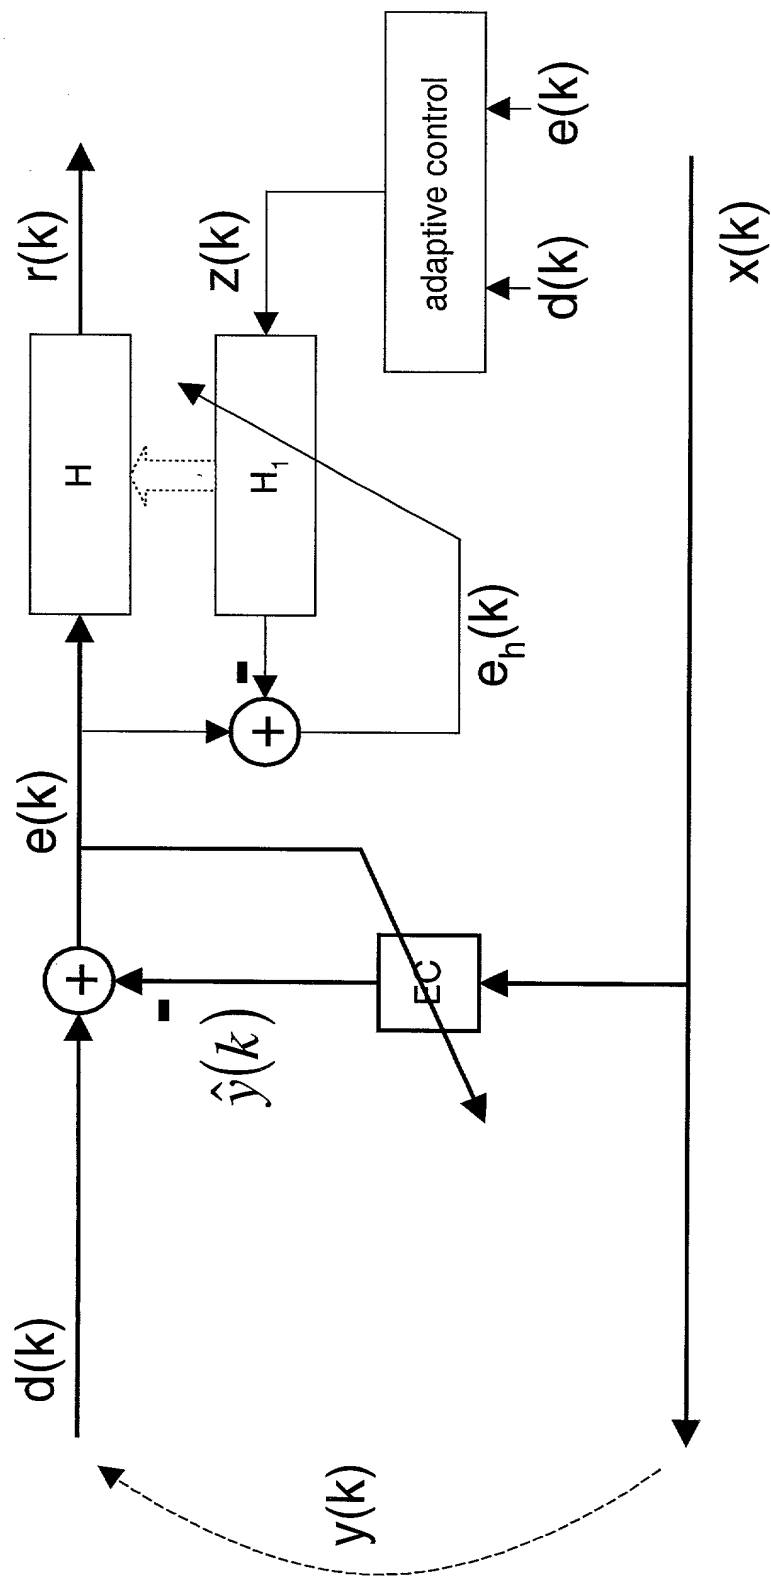 d(k)
+
e(k)
H
r(k)
-
ŷ(k)
+
-
H₁
z(k)
y(k)
EC
eₕ(k)
adaptive control
d(k)
e(k)
x(k)